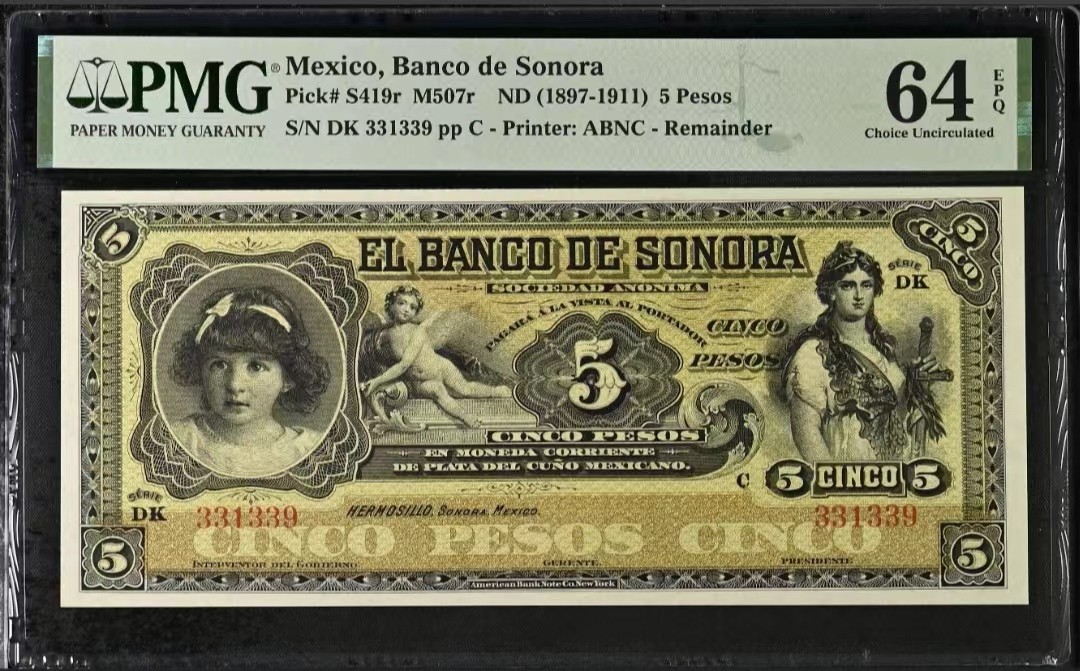 PMG® Mexico, Banco de Sonora
Pick# S419r M507r ND (1897-1911) 5 Pesos
PAPER MONEY GUARANTY S/N DK 331339 pp C - Printer: ABNC - Remainder
64 EPQ
Choice Uncirculated
5
EL BANCO DE SONORA
5
CINCO
SOCIEDAD ANONIMA
SERIE
DK
PAGARÁ Á LA VISTA AL PORTADOR
CINCO
PESOS
5
CINCO PESOS
EN MONEDA CORRIENTE
DE PLATA DEL CUÑO MEXICANO.
C 5 CINCO 5
SERIE
DK 331339
HERMOSILLO, SONORA, MEXICO.
331339
CINCO PESOS CINCO
5
INTERVENTOR DEL GOBIERNO
GERENTE
PRESIDENTE
5
American Bank Note Co. New York